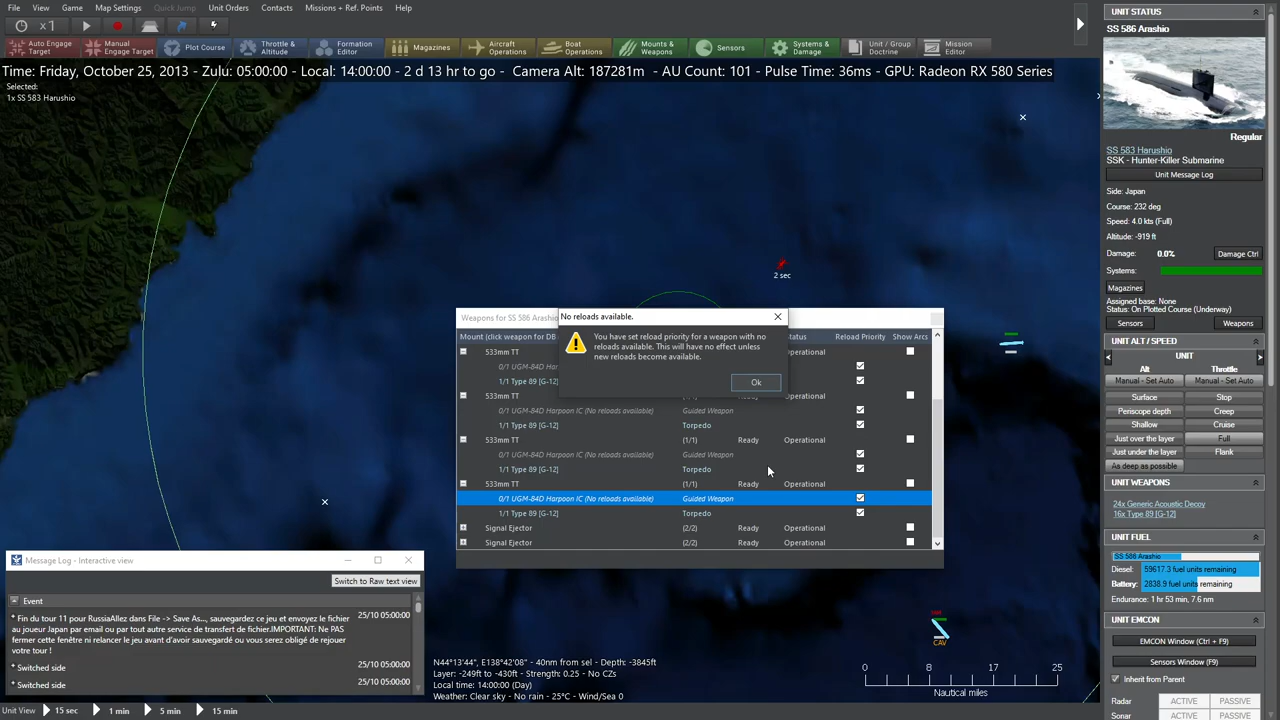 File View Game Map Settings Quick Jump Unit Orders Contacts Missions + Ref. Points Help
×1
Auto Engage Target
Manual Engage Target
Plot Course
Throttle & Altitude
Formation Editor
Magazines
Aircraft Operations
Boat Operations
Mounts & Weapons
Sensors
Systems & Damage
Unit / Group Doctrine
Mission Editor
Time: Friday, October 25, 2013 - Zulu: 05:00:00 - Local: 14:00:00 - 2 d 13 hr to go - Camera Alt: 187281m - AU Count: 101 - Pulse Time: 36ms - GPU: Radeon RX 580 Series
Selected:
1x SS 583 Harushio
2 sec
CAV
Weapons for SS 586 Arashio
Mount (click weapon for DB Status Reload Priority Show Arcs
533mm TT Operational
0/1 UGM-84D Harp
1/1 Type 89 [G-12]
533mm TT (1/1) Ready Operational
0/1 UGM-84D Harpoon IC (No reloads available) Guided Weapon
1/1 Type 89 [G-12] Torpedo
533mm TT (1/1) Ready Operational
0/1 UGM-84D Harpoon IC (No reloads available) Guided Weapon
1/1 Type 89 [G-12] Torpedo
533mm TT (1/1) Ready Operational
0/1 UGM-84D Harpoon IC (No reloads available) Guided Weapon
1/1 Type 89 [G-12] Torpedo
Signal Ejector (2/2) Ready Operational
Signal Ejector (2/2) Ready Operational
No reloads available.
You have set reload priority for a weapon with no
reloads available. This will have no effect unless
new reloads become available.
Ok
Message Log - Interactive view
Switch to Raw text view
Event
* Fin du tour 11 pour RussiaAllez dans File -> Save As..., sauvegardez ce jeu et envoyez le fichier 25/10 05:00:00
au joueur Japan par email ou par tout autre service de transfert de fichier.IMPORTANT: Ne PAS
fermer cette fenêtre ni relancer le jeu avant d'avoir sauvegardé ou vous serez obligé de rejouer
votre tour !
* Switched side 25/10 05:00:00
* Switched side 25/10 05:00:00
N44°13'44", E138°42'08" - 40nm from sel - Depth: -3845ft
Layer: -249ft to -430ft - Strength: 0.25 - No CZs
Local time: 14:00:00 (Day)
Weather: Clear sky - No rain - 25°C - Wind/Sea 0
0 8 17 25
Nautical miles
Unit View 15 sec 1 min 5 min 15 min
UNIT STATUS
SS 586 Arashio
Regular
SS 583 Harushio
SSK - Hunter-Killer Submarine
Unit Message Log
Side: Japan
Course: 232 deg
Speed: 4.0 kts (Full)
Altitude: -919 ft
Damage: 0.0% Damage Ctrl
Systems:
Magazines
Assigned base: None
Status: On Plotted Course (Underway)
Sensors Weapons
UNIT ALT / SPEED
< UNIT >
Alt Throttle
Manual - Set Auto Manual - Set Auto
Surface Stop
Periscope depth Creep
Shallow Cruise
Just over the layer Full
Just under the layer Flank
As deep as possible
UNIT WEAPONS
24x Generic Acoustic Decoy
16x Type 89 [G-12]
UNIT FUEL
SS 586 Arashio
Diesel: 59617.3 fuel units remaining
Battery: 2838.9 fuel units remaining
Endurance: 1 hr 53 min, 7.6 nm
UNIT EMCON
EMCON Window (Ctrl + F9)
Sensors Window (F9)
Inherit from Parent
Radar ACTIVE PASSIVE
Sonar ACTIVE PASSIVE